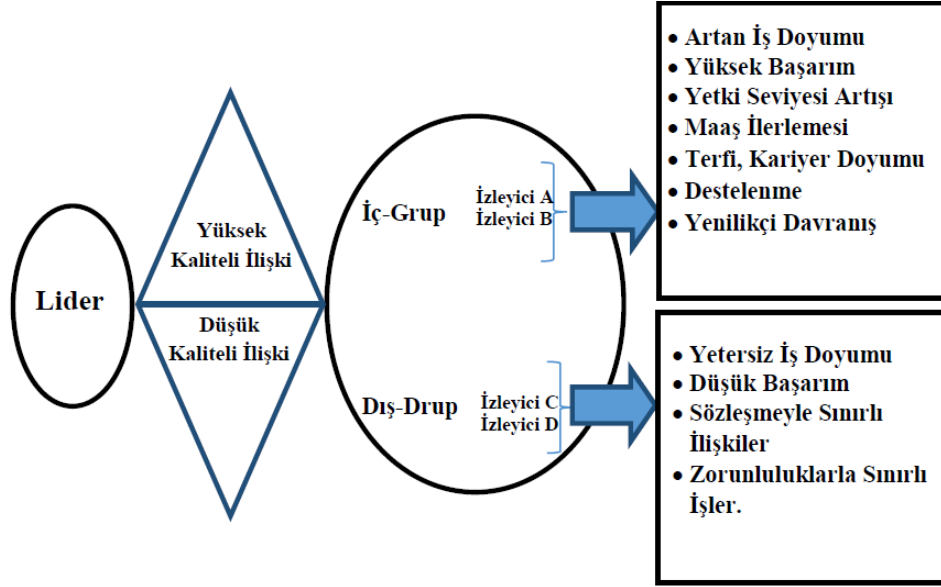 Lider
Yüksek
Kaliteli İlişki
Düşük
Kaliteli İlişki
İç-Grup
İzleyici A
İzleyici B
Dış-Drup
İzleyici C
İzleyici D
• Artan İş Doyumu
• Yüksek Başarım
• Yetki Seviyesi Artışı
• Maaş İlerlemesi
• Terfi, Kariyer Doyumu
• Destelenme
• Yenilikçi Davranış
• Yetersiz İş Doyumu
• Düşük Başarım
• Sözleşmeyle Sınırlı
İlişkiler
• Zorunluluklarla Sınırlı
İşler.